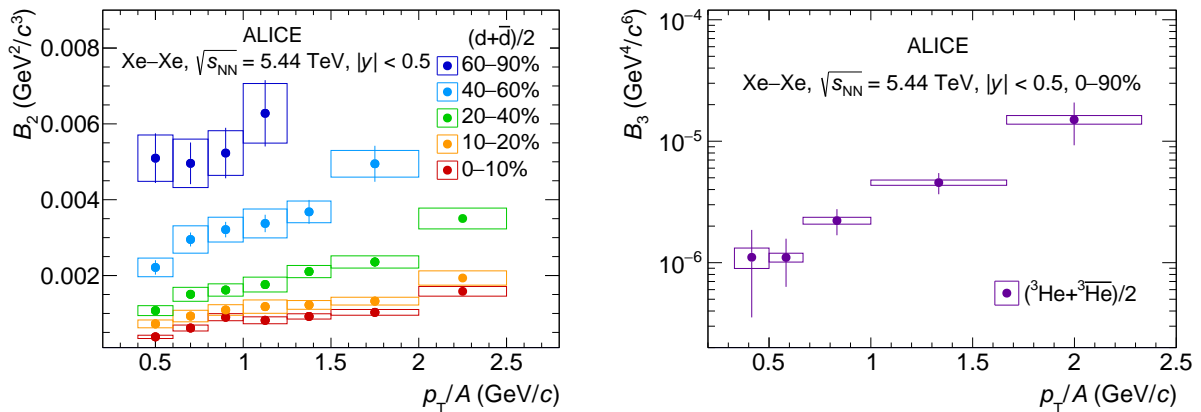 B₂ (GeV²/c³)
0.008
0.006
0.004
0.002
ALICE
Xe–Xe, √sNN = 5.44 TeV, |y| < 0.5
(d+d̅)/2
60–90%
40–60%
20–40%
10–20%
0–10%
0.5
1
1.5
2
2.5
pT/A (GeV/c)
B₃ (GeV⁴/c⁶)
10⁻⁴
10⁻⁵
10⁻⁶
ALICE
Xe–Xe, √sNN = 5.44 TeV, |y| < 0.5, 0–90%
(³He+³H̅e̅)/2
0.5
1
1.5
2
2.5
pT/A (GeV/c)